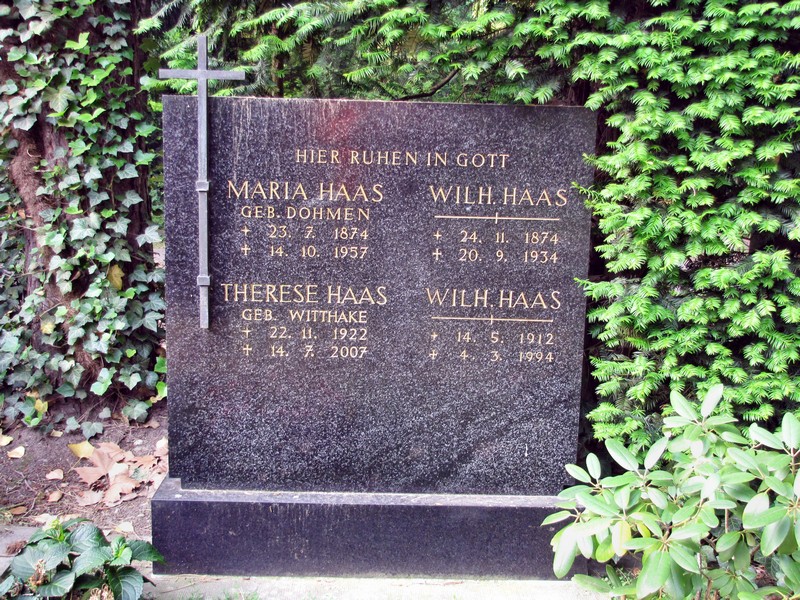 HIER RUHEN IN GOTT
MARIA HAAS
GEB. DOHMEN
+ 23. 7. 1874
+ 14. 10. 1957
WILH. HAAS
+ 24. 11. 1874
+ 20. 9. 1934
THERESE HAAS
GEB. WITTHAKE
+ 22. 11. 1922
+ 14. 7. 2007
WILH. HAAS
+ 14. 5. 1912
+ 4. 3. 1994